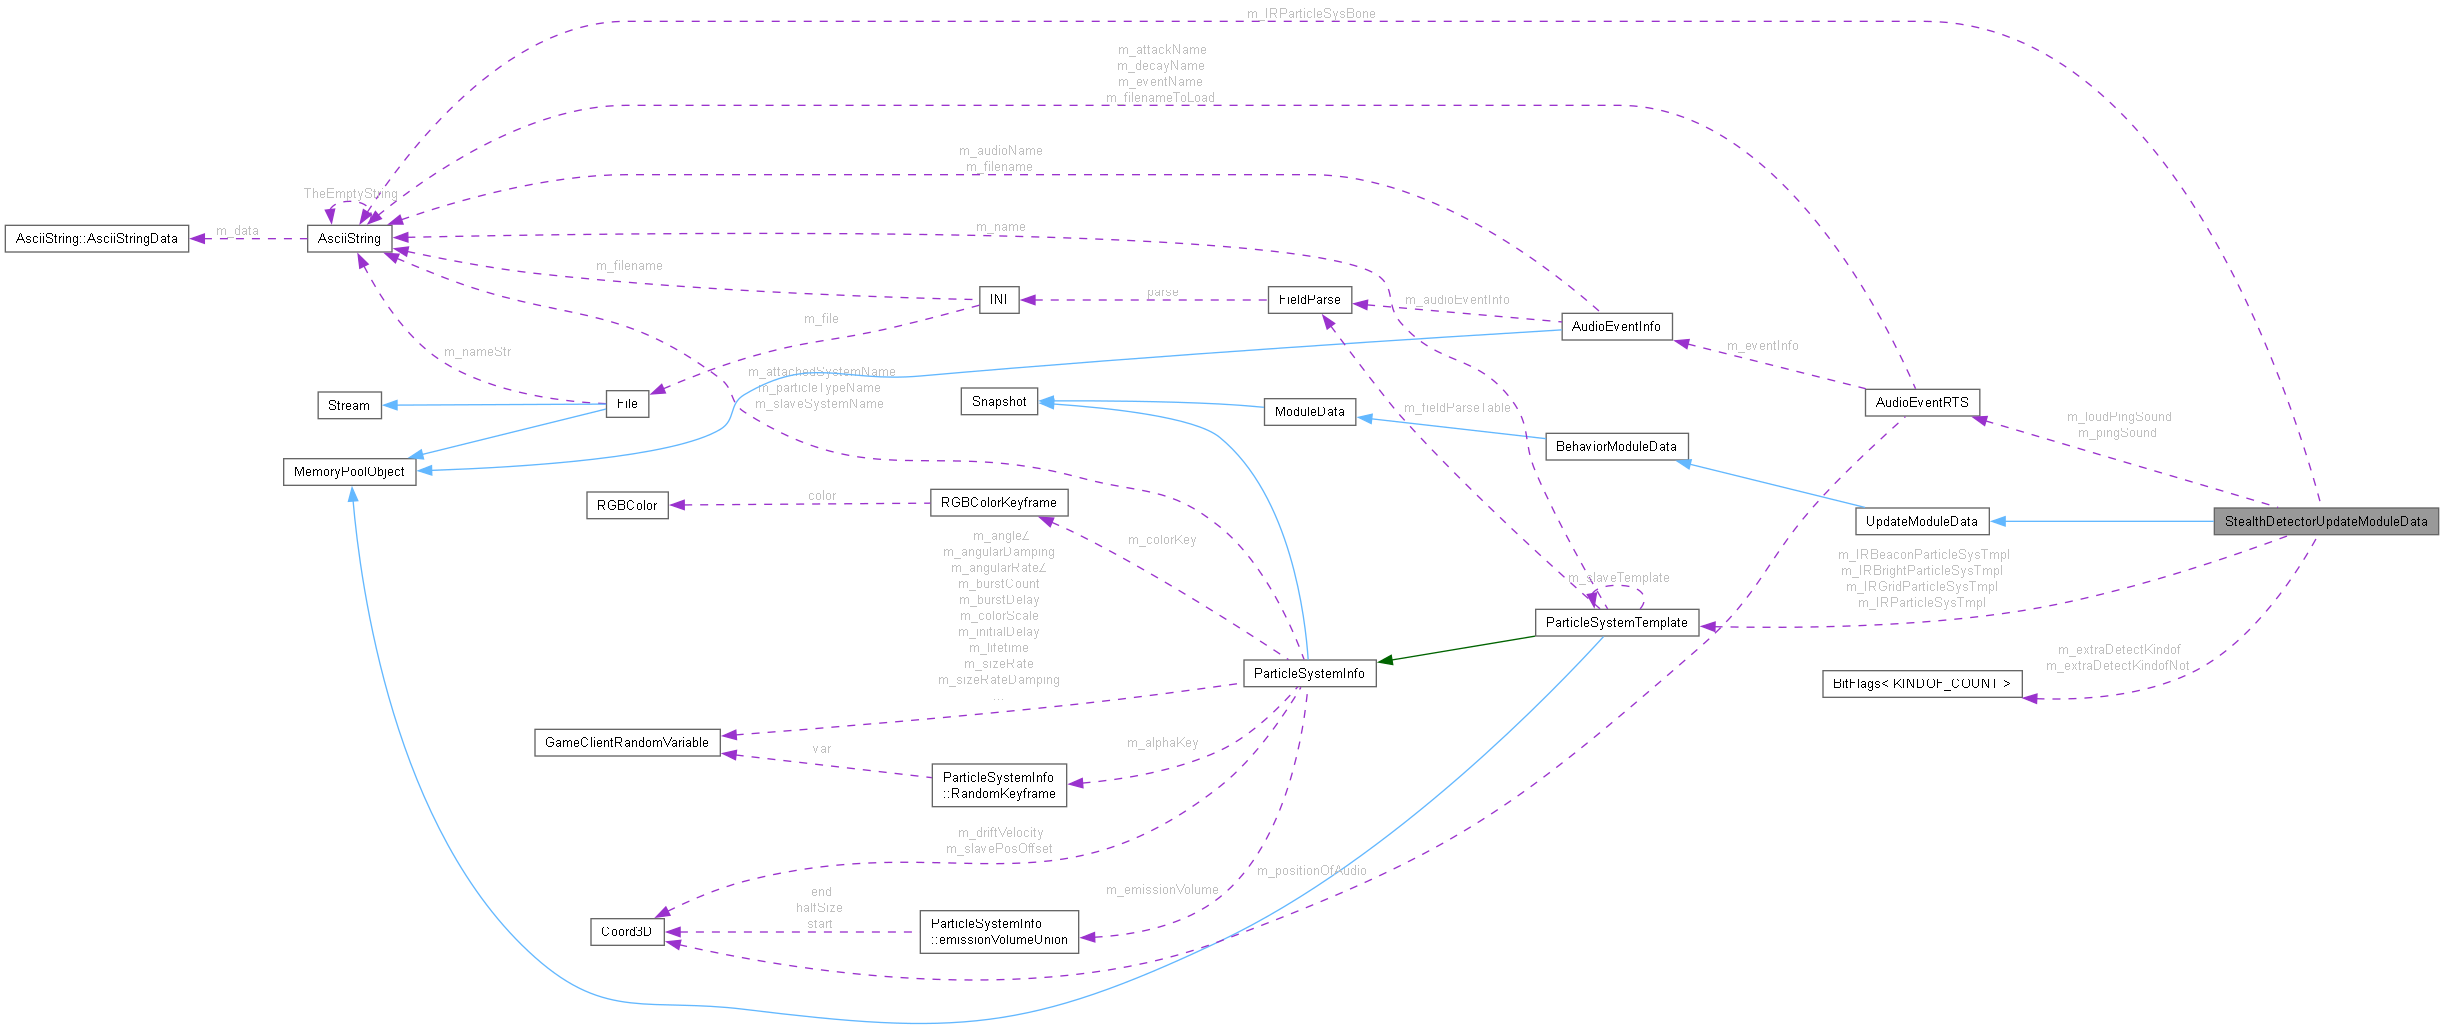 m_IRParticleSysBone
m_attackName
m_decayName
m_eventName
m_filenameToLoad
m_audioName
m_filename
TheEmptyString
m_data
AsciiString::AsciiStringData
AsciiString
m_name
m_filename
INI
parse
FieldParse
m_audioEventInfo
AudioEventInfo
m_file
m_eventInfo
m_nameStr
m_attachedSystemName
m_particleTypeName
m_slaveSystemName
Stream
File
Snapshot
ModuleData
m_fieldParseTable
AudioEventRTS
m_loudPingSound
m_pingSound
BehaviorModuleData
MemoryPoolObject
RGBColor
color
RGBColorKeyframe
UpdateModuleData
StealthDetectorUpdateModuleData
m_angleZ
m_angularDamping
m_angularRateZ
m_burstCount
m_burstDelay
m_colorScale
m_initialDelay
m_lifetime
m_sizeRate
m_sizeRateDamping
...
m_colorKey
m_slaveTemplate
m_IRBeaconParticleSysTmpl
m_IRBrightParticleSysTmpl
m_IRGridParticleSysTmpl
m_IRParticleSysTmpl
ParticleSystemTemplate
ParticleSystemInfo
m_extraDetectKindof
m_extraDetectKindofNot
BitFlags< KINDOF_COUNT >
GameClientRandomVariable
var
m_alphaKey
ParticleSystemInfo
::RandomKeyframe
m_driftVelocity
m_slavePosOffset
m_positionOfAudio
m_emissionVolume
end
halfSize
start
Coord3D
ParticleSystemInfo
::emissionVolumeUnion